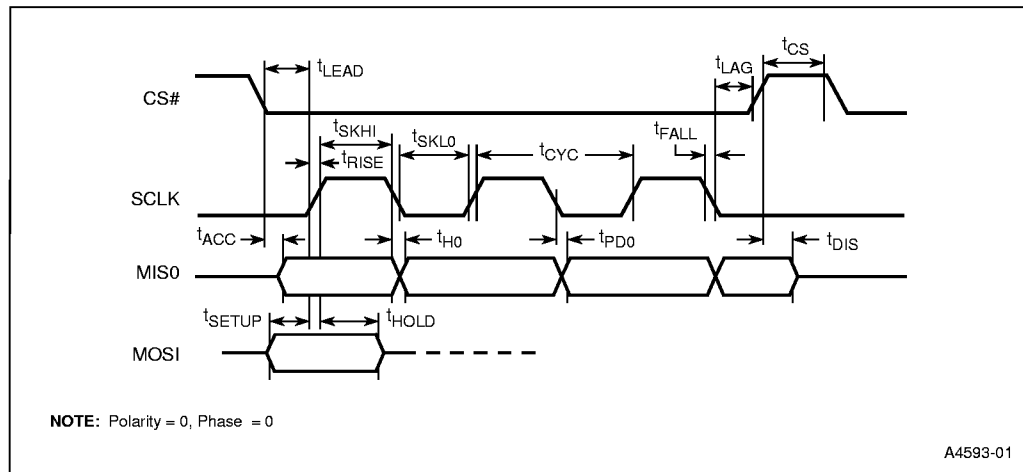 tCS
tLEAD
tLAG
CS#
tSKHI
tSKL0
tFALL
tCYC
tRISE
SCLK
tACC
tH0
tPD0
tDIS
MIS0
tSETUP
tHOLD
MOSI
NOTE: Polarity = 0, Phase = 0
A4593-01